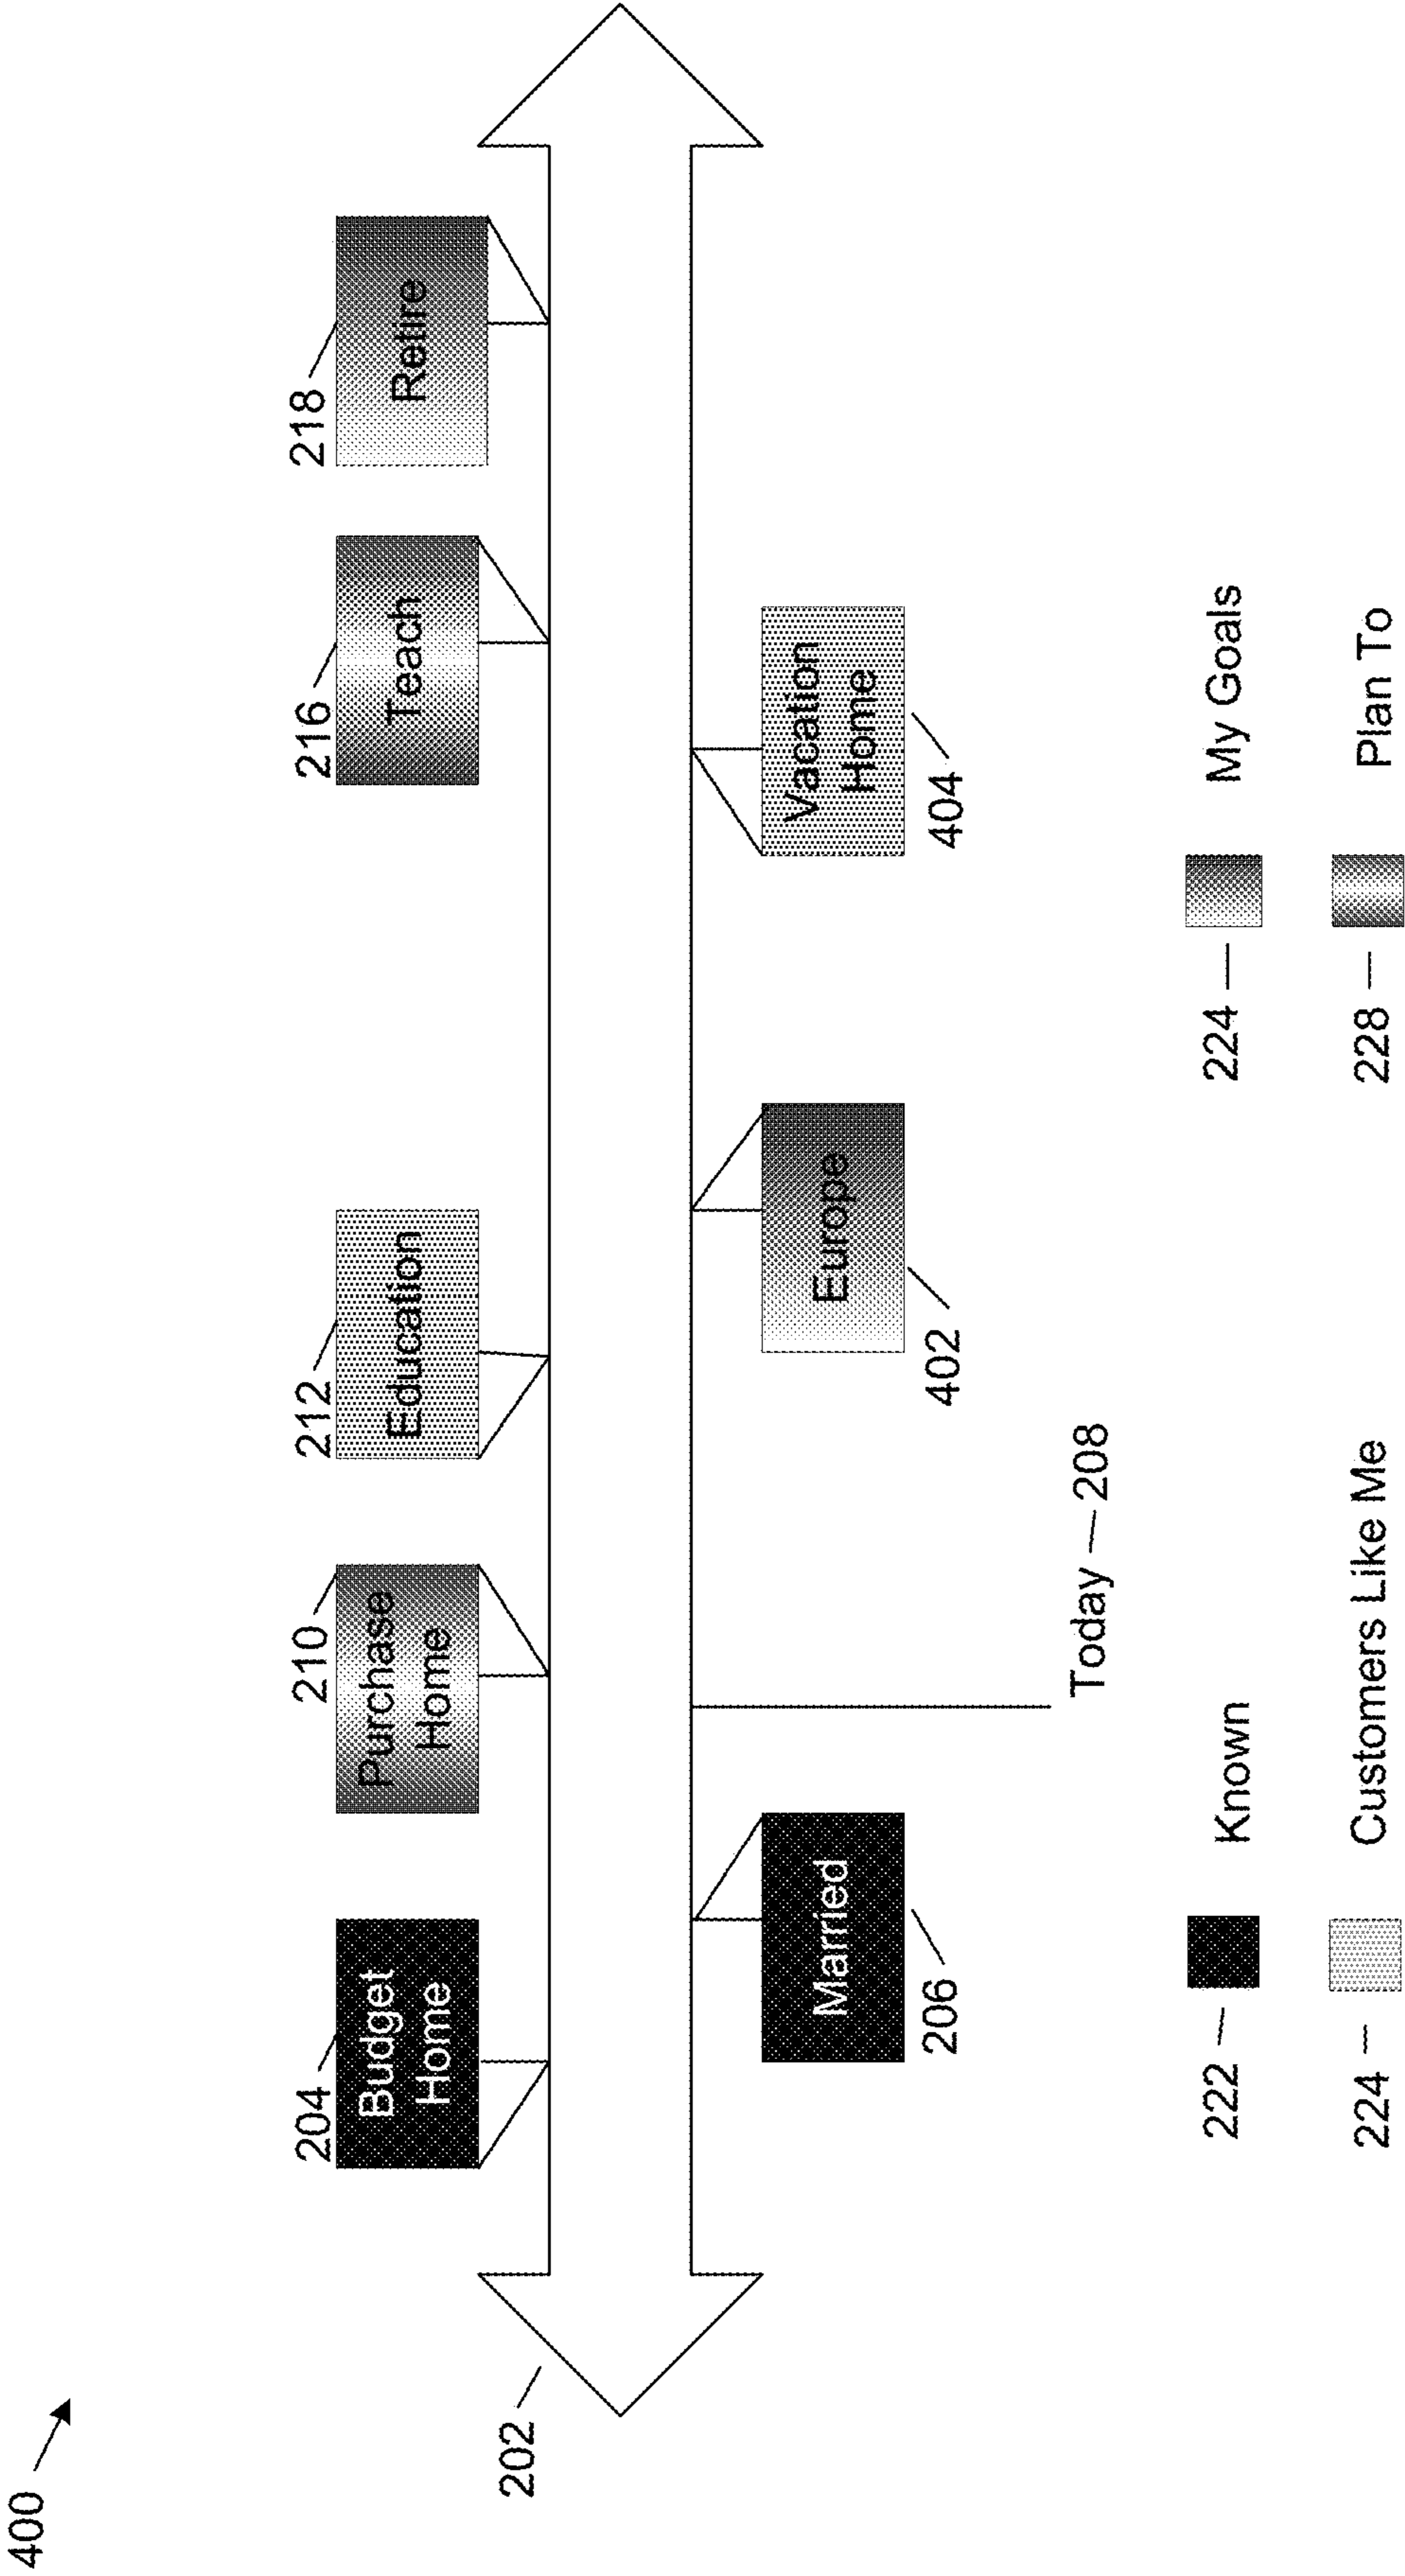 400
202
204
Budget
Home
210
Purchase
Home
212
Education
216
Teach
218
Retire
Married
206
Europe
402
Vacation
Home
404
Today
208
222
Known
224
My Goals
224
Customers Like Me
228
Plan To